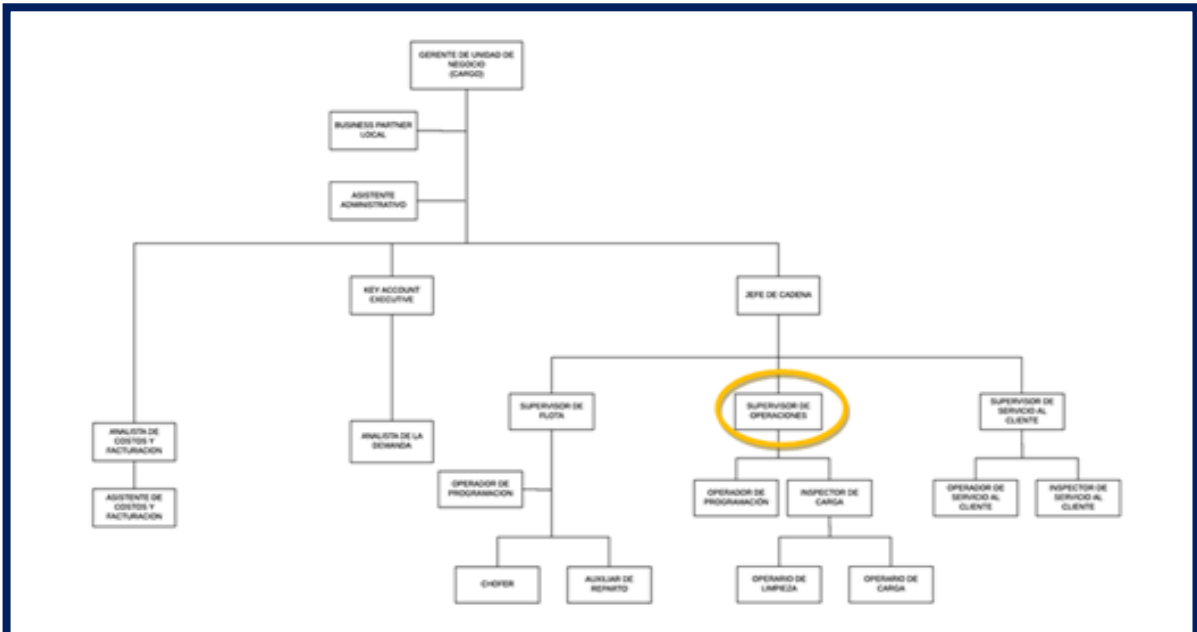 GERENTE DE UNIDAD DE
NEGOCIO
(CARGO)
BUSINESS PARTNER
LOCAL
ASISTENTE
ADMINISTRATIVO
KEY ACCOUNT
EXECUTIVE
JEFE DE CADENA
SUPERVISOR DE
FLOTA
SUPERVISOR DE
OPERACIONES
SUPERVISOR DE
SERVICIO AL
CLIENTE
ANALISTA DE
COSTOS Y
FACTURACION
ANALISTA DE LA
DEMANDA
OPERADOR DE
PROGRAMACION
OPERADOR DE
PROGRAMACIÓN
INSPECTOR DE
CARGA
OPERADOR DE
SERVICIO AL
CLIENTE
INSPECTOR DE
SERVICIO AL
CLIENTE
ASISTENTE DE
COSTOS Y
FACTURACION
CHOFER
AUXILIAR DE
REPARTO
OPERARIO DE
LIMPIEZA
OPERARIO DE
CARGA